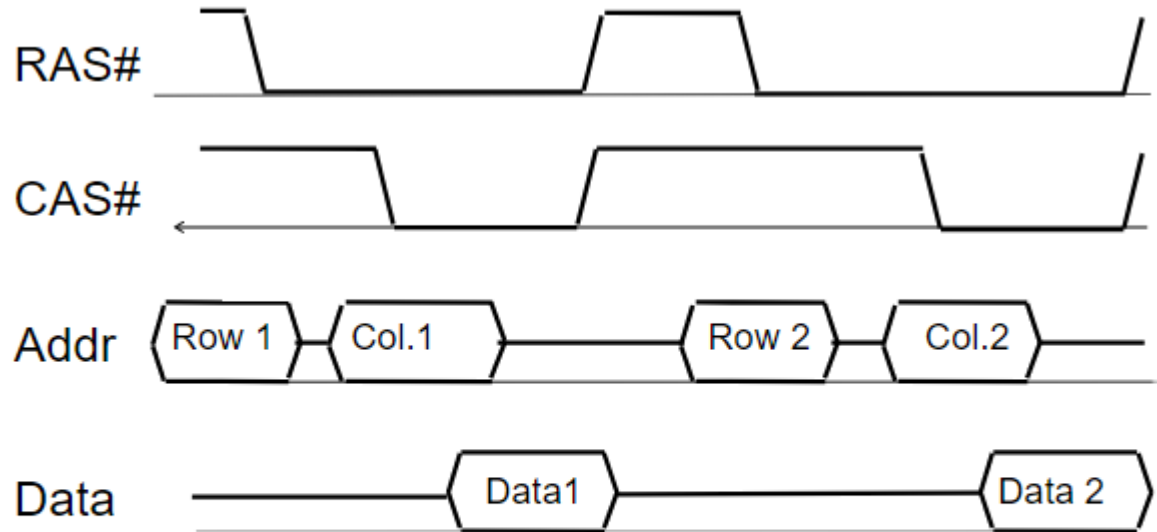 RAS#
CAS#
Addr Row 1 Col.1 Row 2 Col.2
Data Data1 Data 2